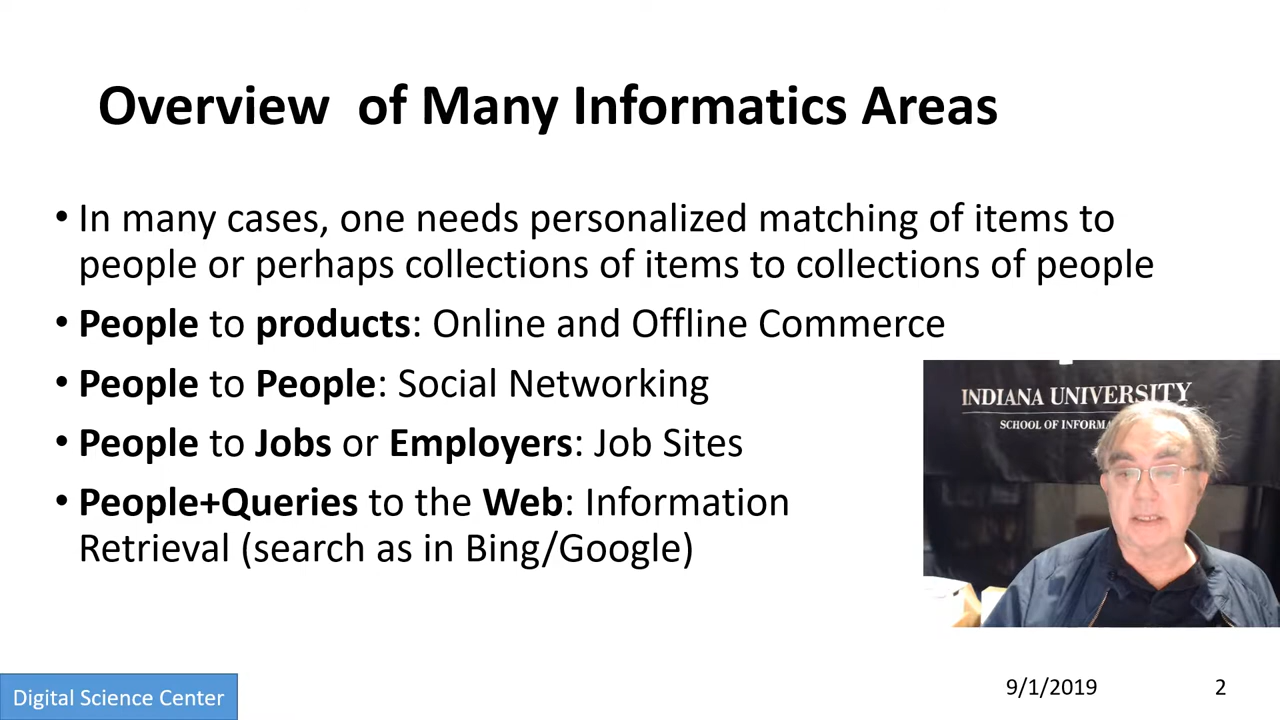 Overview of Many Informatics Areas
• In many cases, one needs personalized matching of items to
people or perhaps collections of items to collections of people
• People to products: Online and Offline Commerce
• People to People: Social Networking
• People to Jobs or Employers: Job Sites
• People+Queries to the Web: Information
Retrieval (search as in Bing/Google)
INDIANA UNIVERSITY
SCHOOL OF INFORMA
Digital Science Center
9/1/2019
2